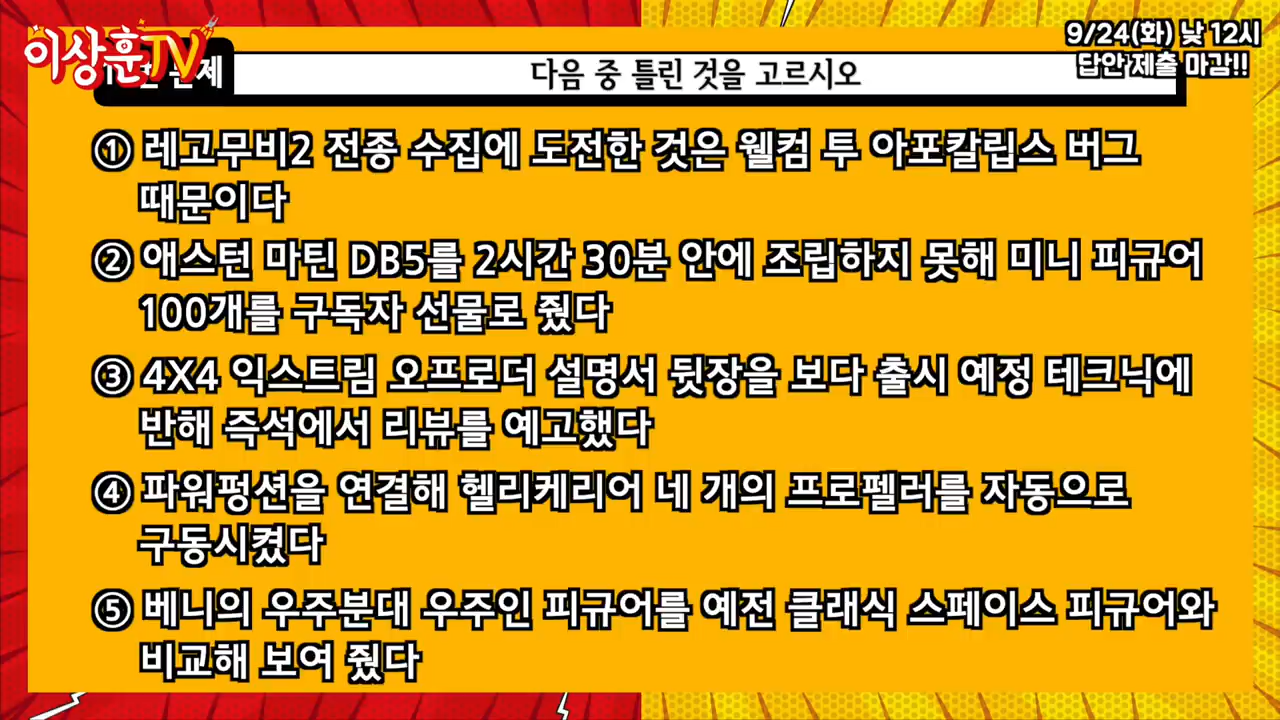 이상훈TV
9/24(화) 낮 12시
답안 제출 마감!!
다음 중 틀린 것을 고르시오
① 레고무비2 전종 수집에 도전한 것은 웰컴 투 아포칼립스 버그
때문이다
② 애스턴 마틴 DB5를 2시간 30분 안에 조립하지 못해 미니 피규어
100개를 구독자 선물로 줬다
③ 4X4 익스트림 오프로더 설명서 뒷장을 보다 출시 예정 테크닉에
반해 즉석에서 리뷰를 예고했다
④ 파워펑션을 연결해 헬리케리어 네 개의 프로펠러를 자동으로
구동시켰다
⑤ 베니의 우주분대 우주인 피규어를 예전 클래식 스페이스 피규어와
비교해 보여 줬다